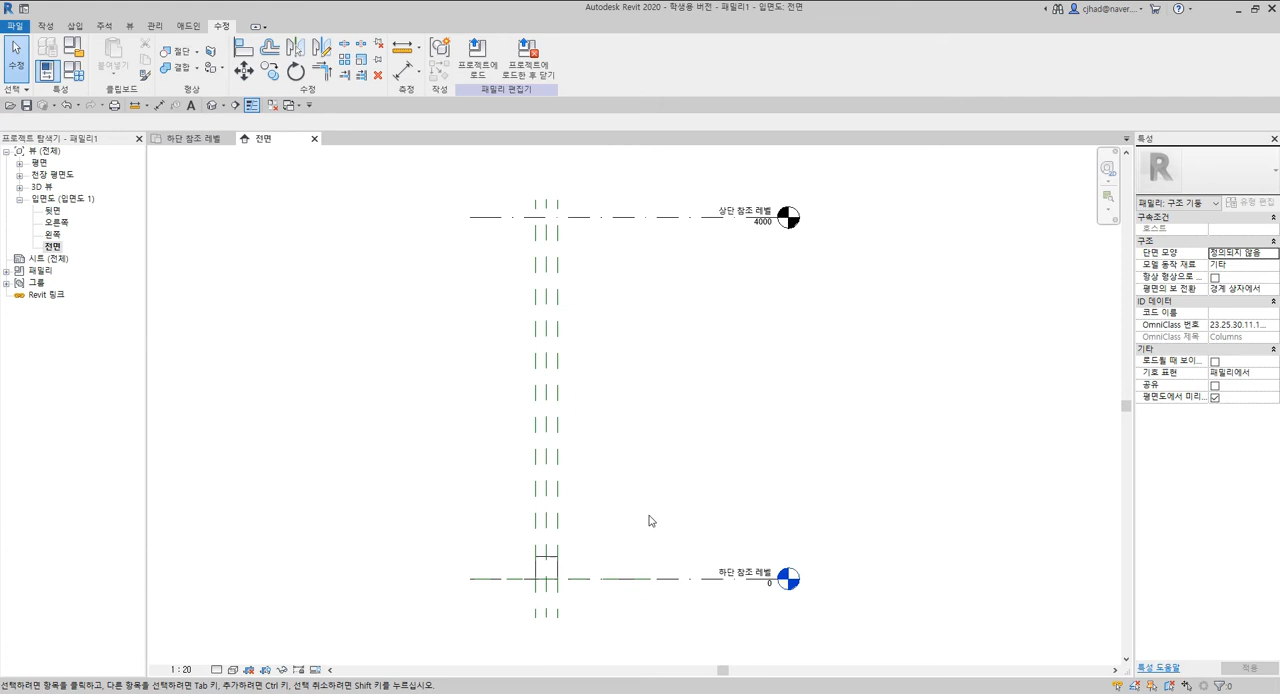 Autodesk Revit 2020 - 학생용 버전 - 패밀리1 - 입면도: 전면
cjhad@naver....
파일 작성 삽입 주석 뷰 관리 애드인 수정
수정
붙여넣기
절단
결합
프로젝트에 로드
프로젝트에 로드한 후 닫기
선택 특성 클립보드 형상 수정 측정 작성 패밀리 편집기
프로젝트 탐색기 - 패밀리1
하단 참조 레벨
전면
특성
뷰 (전체)
평면
천장 평면도
3D 뷰
입면도 (입면도 1)
뒷면
오른쪽
왼쪽
전면
시트 (전체)
패밀리
그룹
Revit 링크
상단 참조 레벨
4000
하단 참조 레벨
0
패밀리: 구조 기둥
유형 편집
구속조건
호스트
구조
단면 모양 정의되지 않음
모델 동작 재료 기타
항상 형상으로 ...
평면의 보 전환 경계 상자에서
ID 데이터
코드 이름
OmniClass 번호 23.25.30.11.1...
OmniClass 제목 Columns
기타
로드될 때 보이...
기호 표현 패밀리에서
공유
평면도에서 미리...
특성 도움말
적용
1 : 20
선택하려면 항목을 클릭하고, 다른 항목을 선택하려면 Tab 키, 추가하려면 Ctrl 키, 선택 취소하려면 Shift 키를 누르십시오.
:0